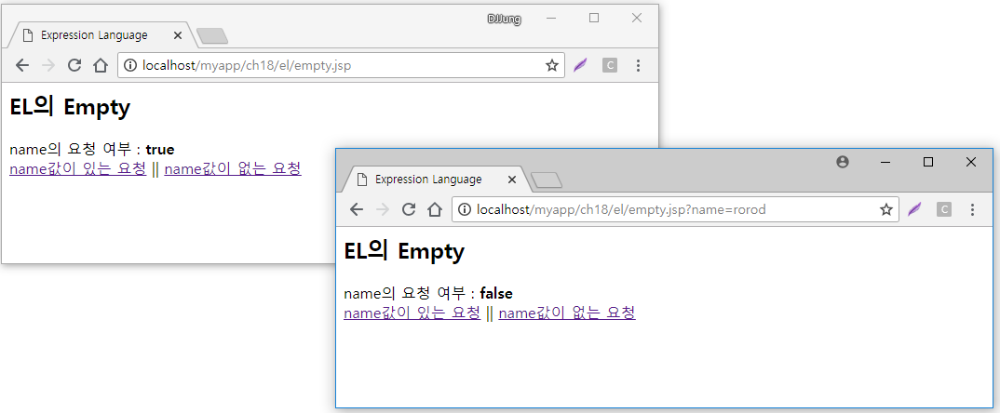 DJJung
Expression Language
localhost/myapp/ch18/el/empty.jsp
C
EL의 Empty
name의 요청 여부 : true
name값이 있는 요청 || name값이 없는 요청
Expression Language
localhost/myapp/ch18/el/empty.jsp?name=rorod
C
EL의 Empty
name의 요청 여부 : false
name값이 있는 요청 || name값이 없는 요청